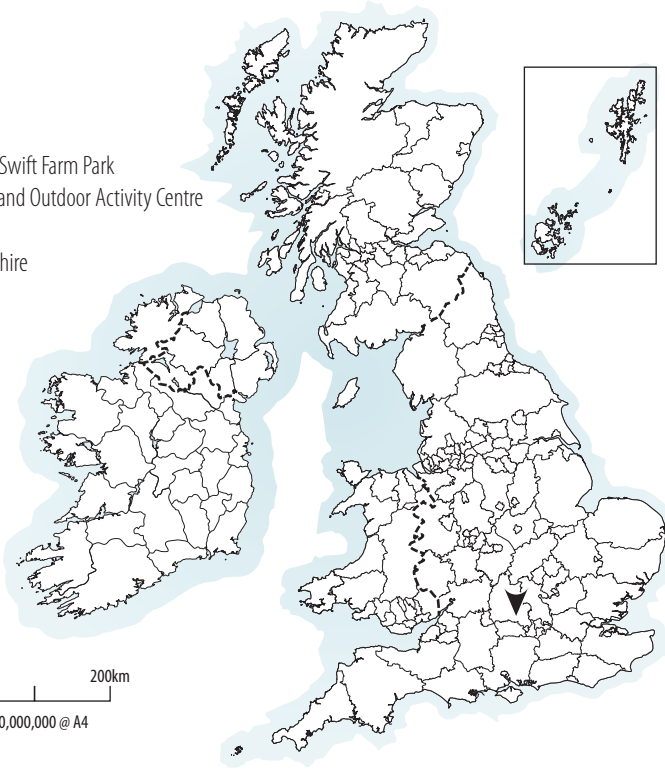 Swift Farm Park
and Outdoor Activity Centre
hire
200km
0,000,000 @ A4